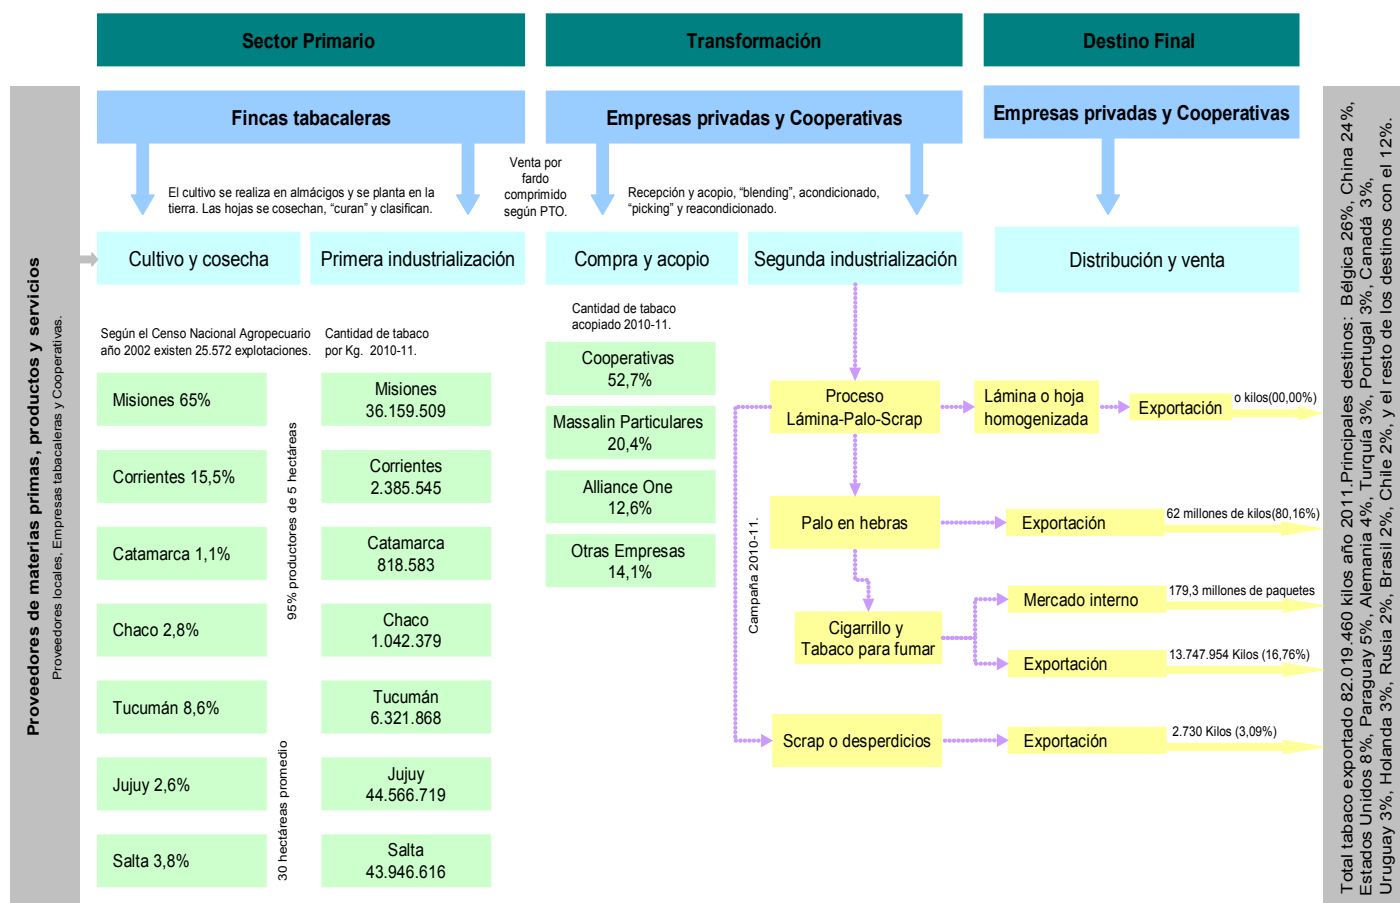 Sector Primario
Transformación
Destino Final
Proveedores de materias primas, productos y servicios
Proveedores locales, Empresas tabacaleras y Cooperativas.
Fincas tabacaleras
Empresas privadas y Cooperativas
Empresas privadas y Cooperativas
El cultivo se realiza en almácigos y se planta en la
tierra. Las hojas se cosechan, “curan” y clasifican.
Venta por
fardo
comprimido
según PTO.
Recepción y acopio, “blending”, acondicionado,
“picking” y reacondicionado.
Cultivo y cosecha
Primera industrialización
Compra y acopio
Segunda industrialización
Distribución y venta
Según el Censo Nacional Agropecuario
año 2002 existen 25.572 explotaciones.
Cantidad de tabaco
por Kg.  2010-11.
Cantidad de tabaco
acopiado 2010-11.
Misiones 65%
Corrientes 15,5%
Catamarca 1,1%
Chaco 2,8%
Tucumán 8,6%
Jujuy 2,6%
Salta 3,8%
95% productores de 5 hectáreas
30 hectáreas promedio
Misiones
36.159.509
Corrientes
2.385.545
Catamarca
818.583
Chaco
1.042.379
Tucumán
6.321.868
Jujuy
44.566.719
Salta
43.946.616
Cooperativas
52,7%
Massalin Particulares
20,4%
Alliance One
12,6%
Otras Empresas
14,1%
Campaña 2010-11.
Proceso
Lámina-Palo-Scrap
Lámina o hoja
homogenizada
Exportación
o kilos(00,00%)
Palo en hebras
Exportación
62 millones de kilos(80,16%)
Cigarrillo y
Tabaco para fumar
Mercado interno
179,3 millones de paquetes
Exportación
13.747.954 Kilos (16,76%)
Scrap o desperdicios
Exportación
2.730 Kilos (3,09%)
Total tabaco exportado 82.019.460 kilos año 2011.Principales destinos:  Bélgica 26%, China 24%,
Estados Unidos 8%, Paraguay 5%, Alemania 4%, Turquía 3%, Portugal 3%, Canadá 3%,
Uruguay 3%, Holanda 3%, Rusia 2%, Brasil 2%, Chile 2%, y el resto de los destinos con el 12%.